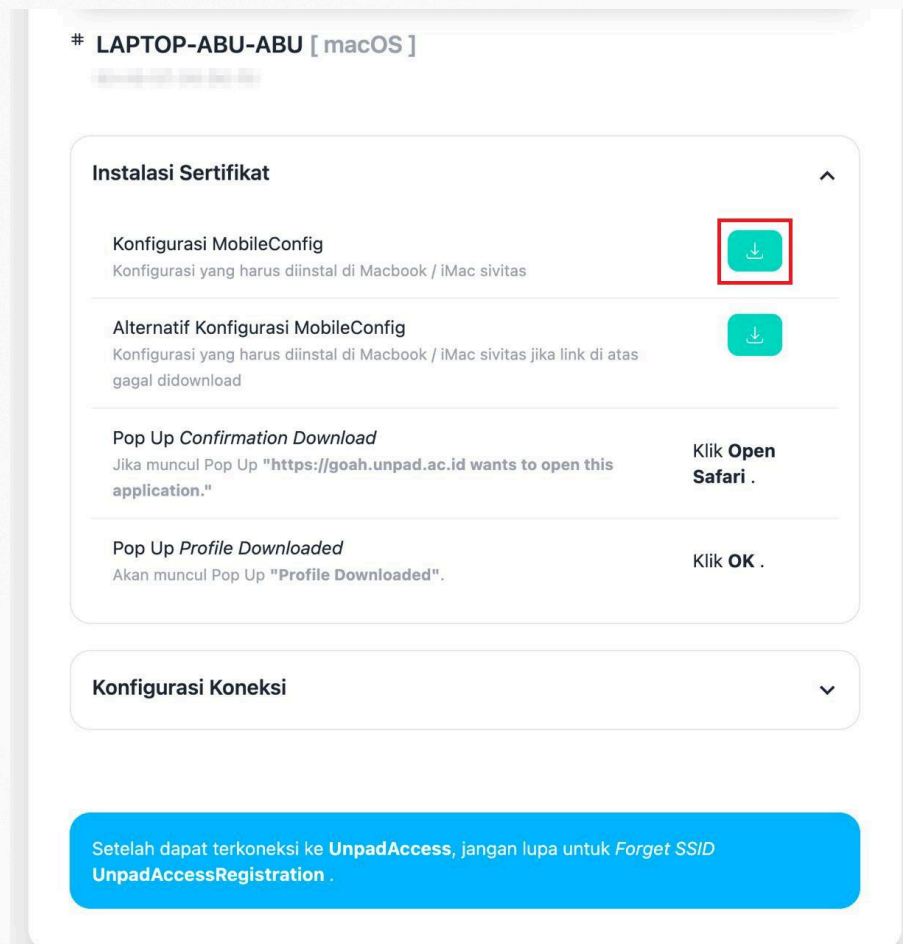 # LAPTOP-ABU-ABU [ macOS ]
Instalasi Sertifikat
Konfigurasi MobileConfig
Konfigurasi yang harus diinstal di Macbook / iMac sivitas
Alternatif Konfigurasi MobileConfig
Konfigurasi yang harus diinstal di Macbook / iMac sivitas jika link di atas
gagal didownload
Pop Up Confirmation Download
Jika muncul Pop Up "https://goah.unpad.ac.id wants to open this
application."
Klik Open
Safari .
Pop Up Profile Downloaded
Akan muncul Pop Up "Profile Downloaded".
Klik OK .
Konfigurasi Koneksi
Setelah dapat terkoneksi ke UnpadAccess, jangan lupa untuk Forget SSID
UnpadAccessRegistration .